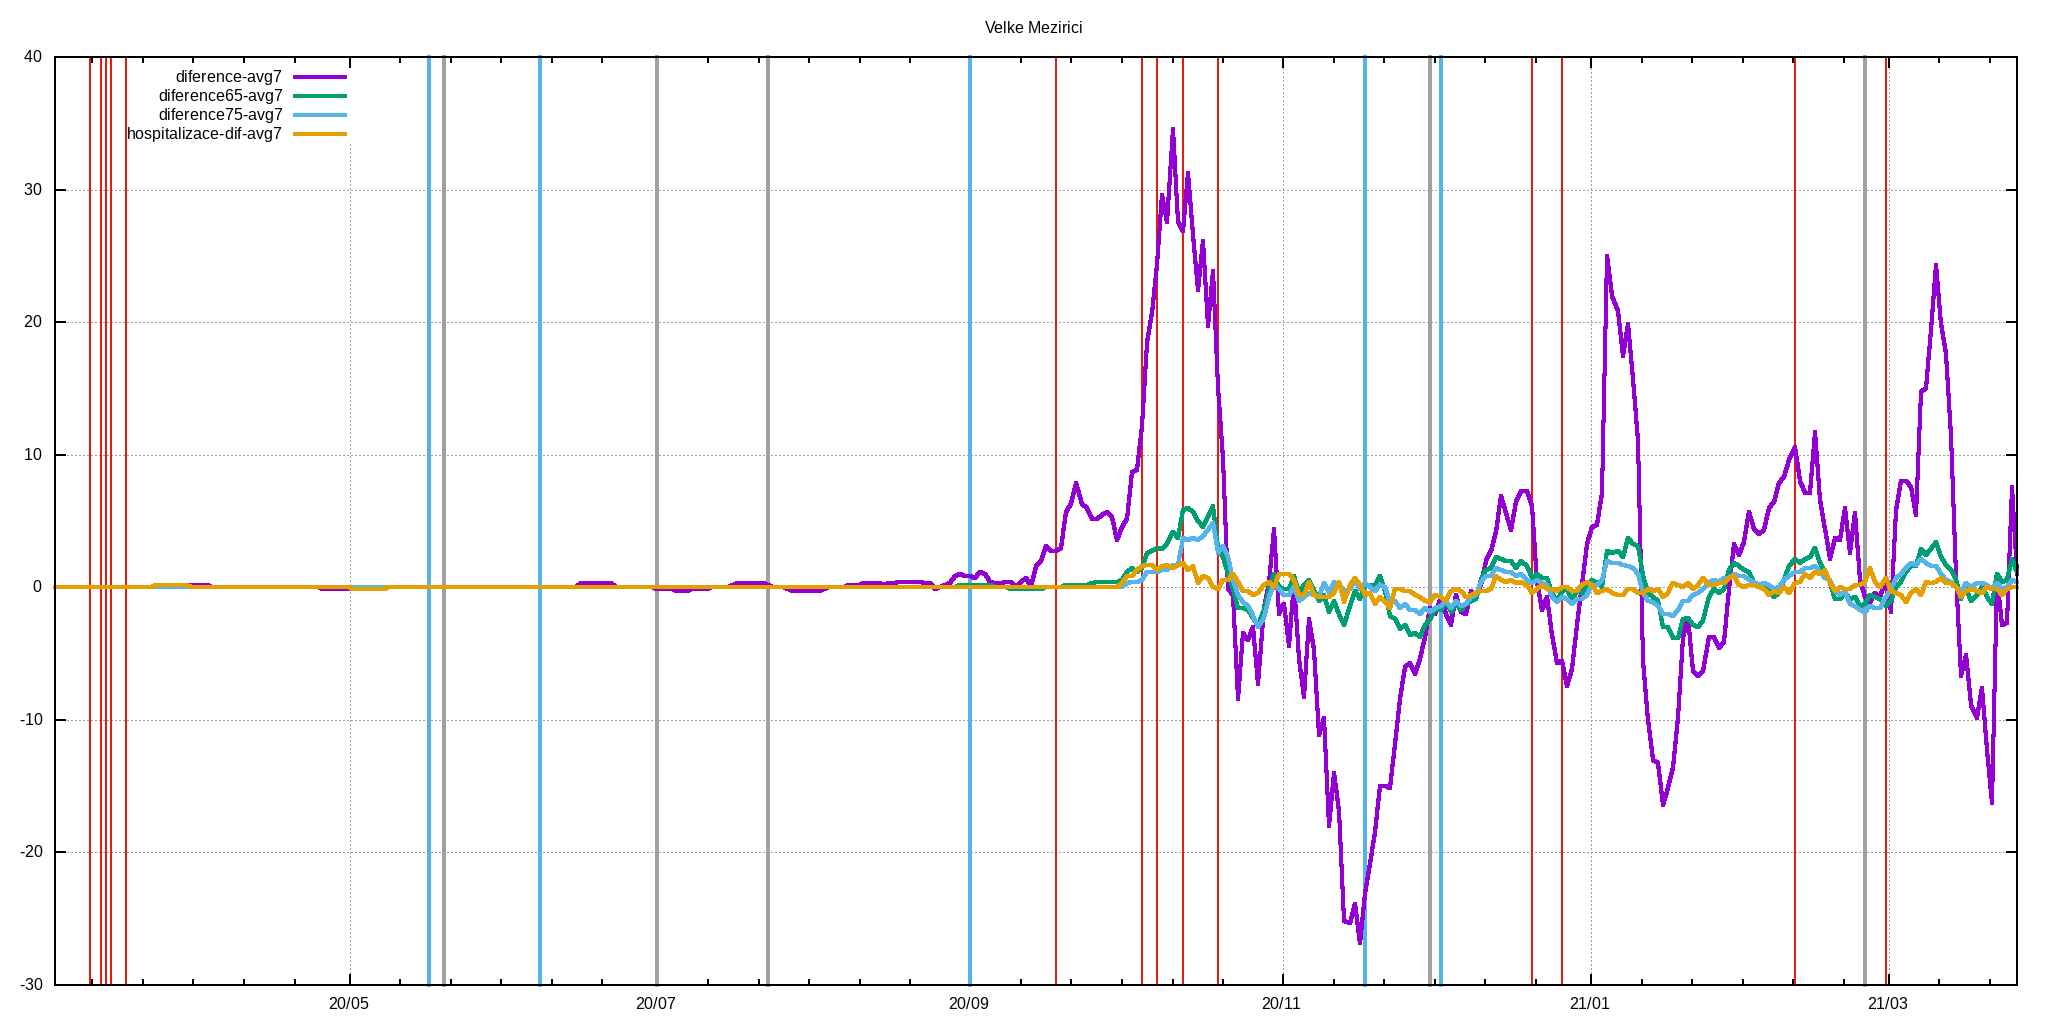 Velke Mezirici
40
30
20
10
0
-10
-20
-30
diference-avg7
diference65-avg7
diference75-avg7
hospitalizace-dif-avg7
20/05
20/07
20/09
20/11
21/01
21/03